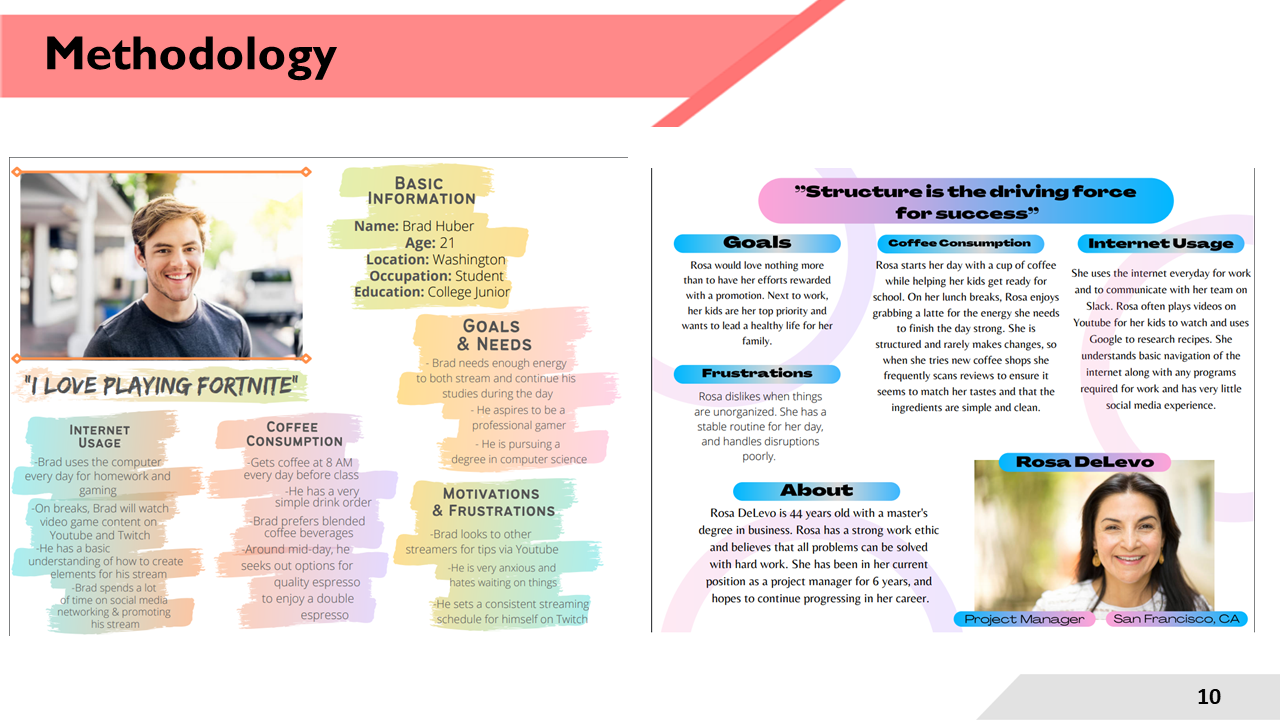 Methodology
BASIC
INFORMATION
Name: Brad Huber
Age: 21
Location: Washington
Occupation: Student
Education: College Junior
GOALS
& NEEDS
- Brad needs enough energy
to both stream and continue his
studies during the day
- He aspires to be a
professional gamer
- He is pursuing a
degree in computer science
"I LOVE PLAYING FORTNITE"
INTERNET
USAGE
-Brad uses the computer
every day for homework and
gaming
-On breaks, Brad will watch
video game content on
Youtube and Twitch
-He has a basic
understanding of how to create
elements for his stream
-Brad spends a lot
of time on social media
networking & promoting
his stream
COFFEE
CONSUMPTION
-Gets coffee at 8 AM
every day before class
-He has a very
simple drink order
-Brad prefers blended
coffee beverages
-Around mid-day, he
seeks out options for
quality espresso
to enjoy a double
espresso
MOTIVATIONS
& FRUSTRATIONS
-Brad looks to other
streamers for tips via Youtube
-He is very anxious and
hates waiting on things
-He sets a consistent streaming
schedule for himself on Twitch
”Structure is the driving force
for success”
Goals
Rosa would love nothing more
than to have her efforts rewarded
with a promotion. Next to work,
her kids are her top priority and
wants to lead a healthy life for her
family.
Frustrations
Rosa dislikes when things
are unorganized. She has a
stable routine for her day,
and handles disruptions
poorly.
Coffee Consumption
Rosa starts her day with a cup of coffee
while helping her kids get ready for
school. On her lunch breaks, Rosa enjoys
grabbing a latte for the energy she needs
to finish the day strong. She is
structured and rarely makes changes, so
when she tries new coffee shops she
frequently scans reviews to ensure it
seems to match her tastes and that the
ingredients are simple and clean.
Internet Usage
She uses the internet everyday for work
and to communicate with her team on
Slack. Rosa often plays videos on
Youtube for her kids to watch and uses
Google to research recipes. She
understands basic navigation of the
internet along with any programs
required for work and has very little
social media experience.
About
Rosa DeLevo is 44 years old with a master's
degree in business. Rosa has a strong work ethic
and believes that all problems can be solved
with hard work. She has been in her current
position as a project manager for 6 years, and
hopes to continue progressing in her career.
Rosa DeLevo
Project Manager
San Francisco, CA
10